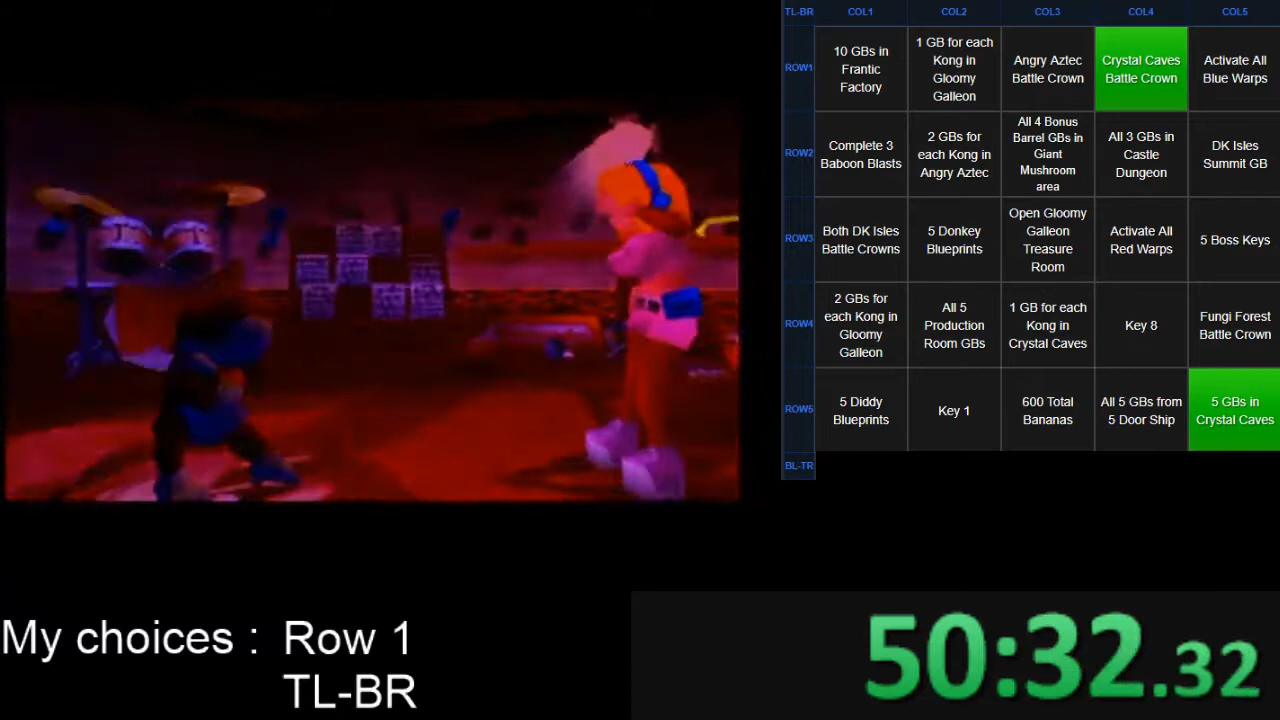 TL-BR COL1 COL2 COL3 COL4 COL5
ROW1
10 GBs in
Frantic
Factory
1 GB for each
Kong in
Gloomy
Galleon
Angry Aztec
Battle Crown
Crystal Caves
Battle Crown
Activate All
Blue Warps
ROW2
Complete 3
Baboon Blasts
2 GBs for
each Kong in
Angry Aztec
All 4 Bonus
Barrel GBs in
Giant
Mushroom
area
All 3 GBs in
Castle
Dungeon
DK Isles
Summit GB
ROW3
Both DK Isles
Battle Crowns
5 Donkey
Blueprints
Open Gloomy
Galleon
Treasure
Room
Activate All
Red Warps
5 Boss Keys
ROW4
2 GBs for
each Kong in
Gloomy
Galleon
All 5
Production
Room GBs
1 GB for each
Kong in
Crystal Caves
Key 8
Fungi Forest
Battle Crown
ROW5
5 Diddy
Blueprints
Key 1
600 Total
Bananas
All 5 GBs from
5 Door Ship
5 GBs in
Crystal Caves
BL-TR
My choices : Row 1
TL-BR
50:32.32